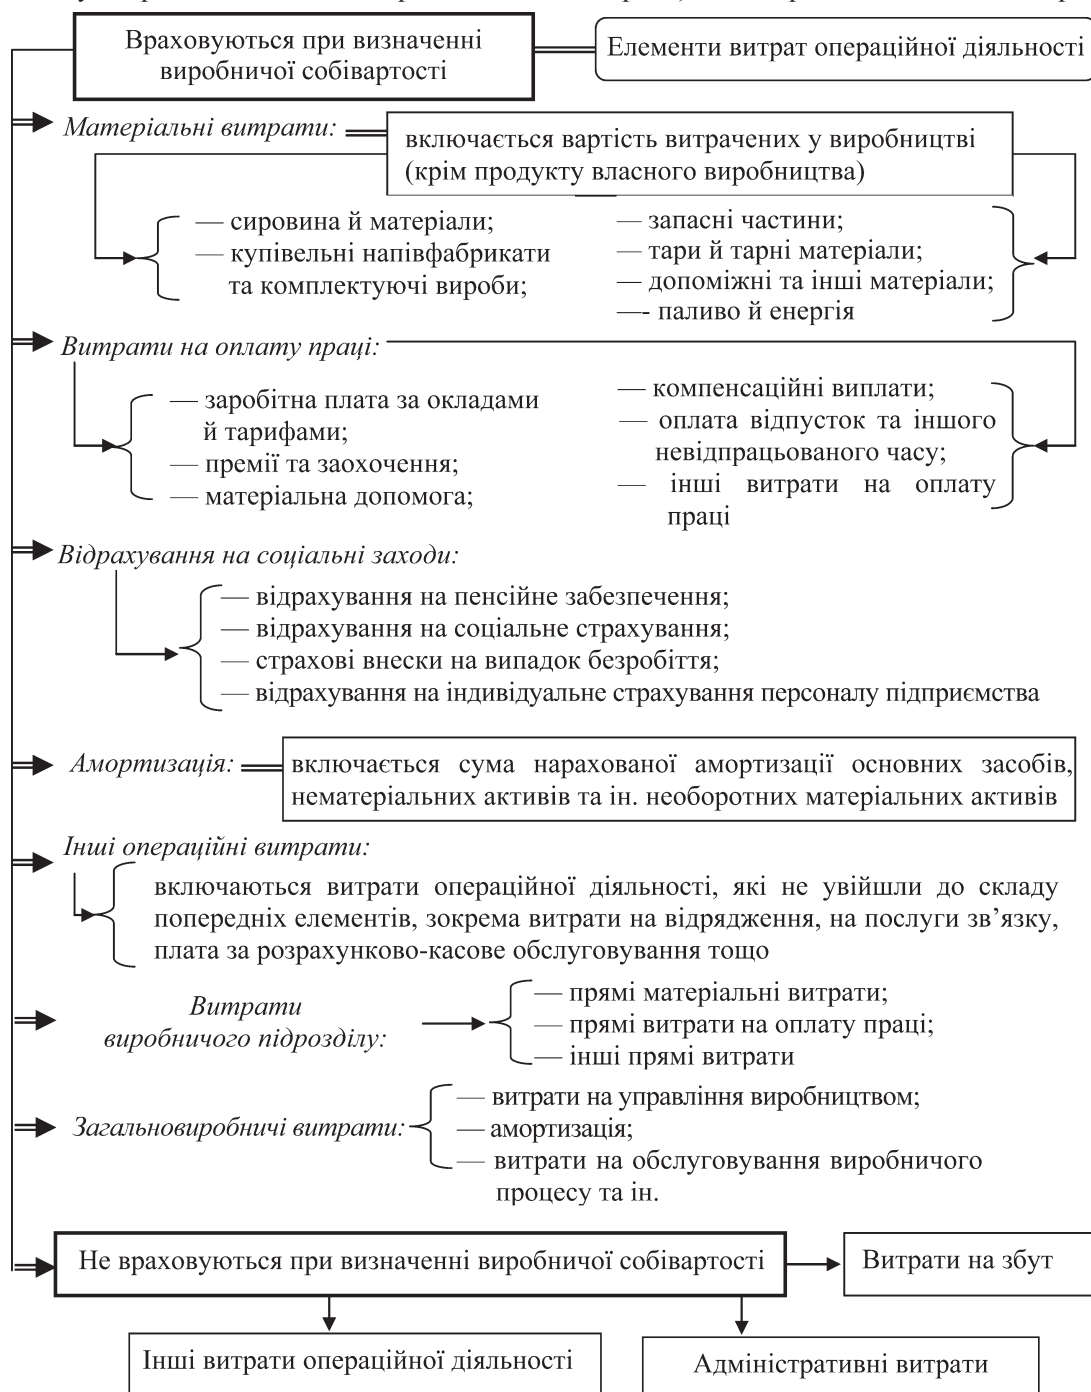 Враховуються при визначенні
виробничої собівартості
Елементи витрат операційної діяльності
Матеріальні витрати:
включається вартість витрачених у виробництві
(крім продукту власного виробництва)
— сировина й матеріали;
— купівельні напівфабрикати
та комплектуючі вироби;
— запасні частини;
— тари й тарні матеріали;
— допоміжні та інші матеріали;
—- паливо й енергія
Витрати на оплату праці:
— заробітна плата за окладами
й тарифами;
— премії та заохочення;
— матеріальна допомога;
— компенсаційні виплати;
— оплата відпусток та іншого
невідпрацьованого часу;
— інші витрати на оплату
праці
Відрахування на соціальні заходи:
— відрахування на пенсійне забезпечення;
— відрахування на соціальне страхування;
— страхові внески на випадок безробіття;
— відрахування на індивідуальне страхування персоналу підприємства
Амортизація:
включається сума нарахованої амортизації основних засобів,
нематеріальних активів та ін. необоротних матеріальних активів
Інші операційні витрати:
включаються витрати операційної діяльності, які не увійшли до складу
попередніх елементів, зокрема витрати на відрядження, на послуги зв’язку,
плата за розрахунково-касове обслуговування тощо
Витрати
виробничого підрозділу:
— прямі матеріальні витрати;
— прямі витрати на оплату праці;
— інші прямі витрати
Загальновиробничі витрати:
— витрати на управління виробництвом;
— амортизація;
— витрати на обслуговування виробничого
процесу та ін.
Не враховуються при визначенні виробничої собівартості
Витрати на збут
Інші витрати операційної діяльності
Адміністративні витрати